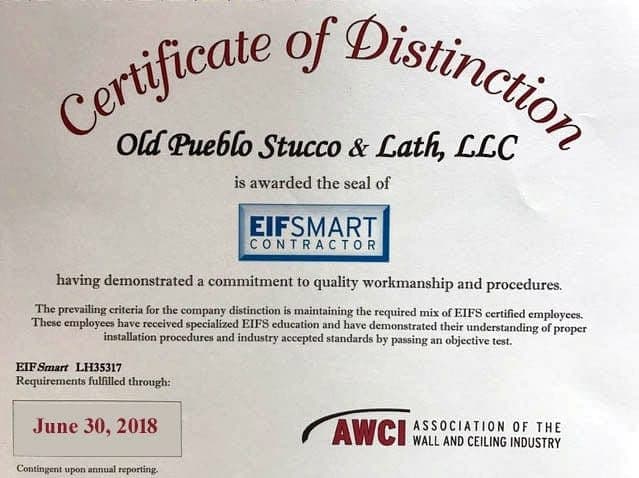 Certificate of Distinction
Old Pueblo Stucco & Lath, LLC
is awarded the seal of
EIFSMART
CONTRACTOR
having demonstrated a commitment to quality workmanship and procedures.
The prevailing criteria for the company distinction is maintaining the required mix of EIFS certified employees.
These employees have received specialized EIFS education and have demonstrated their understanding of proper
installation procedures and industry accepted standards by passing an objective test.
EIFSmart LH35317
Requirements fulfilled through:
June 30, 2018
Contingent upon annual reporting.
AWCI
ASSOCIATION OF THE
WALL AND CEILING INDUSTRY